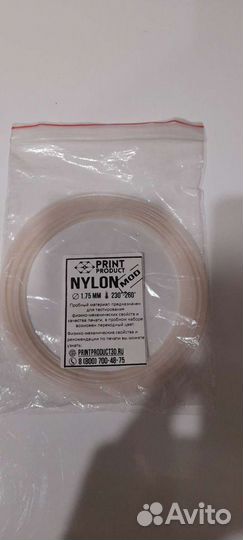 PRINT
PRODUCT
NYLON MOD
⌀ 1,75 ММ 230°-260°
Пробный материал предназначен
для тестирования
физико-механических свойств и
качества печати, в пробном наборе
возможен переходный цвет.
Физико-механические свойства и
рекомендации по печати вы можете
узнать:
PRINTPRODUCT3D.RU
8 (800) 700-48-75
Avito